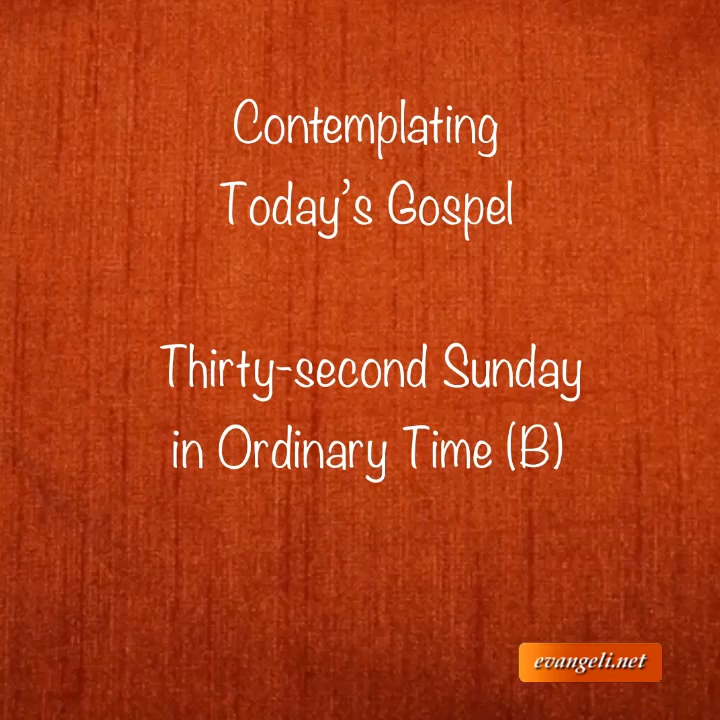 Contemplating
Today’s Gospel
Thirty-second Sunday
in Ordinary Time (B)
evangeli.net